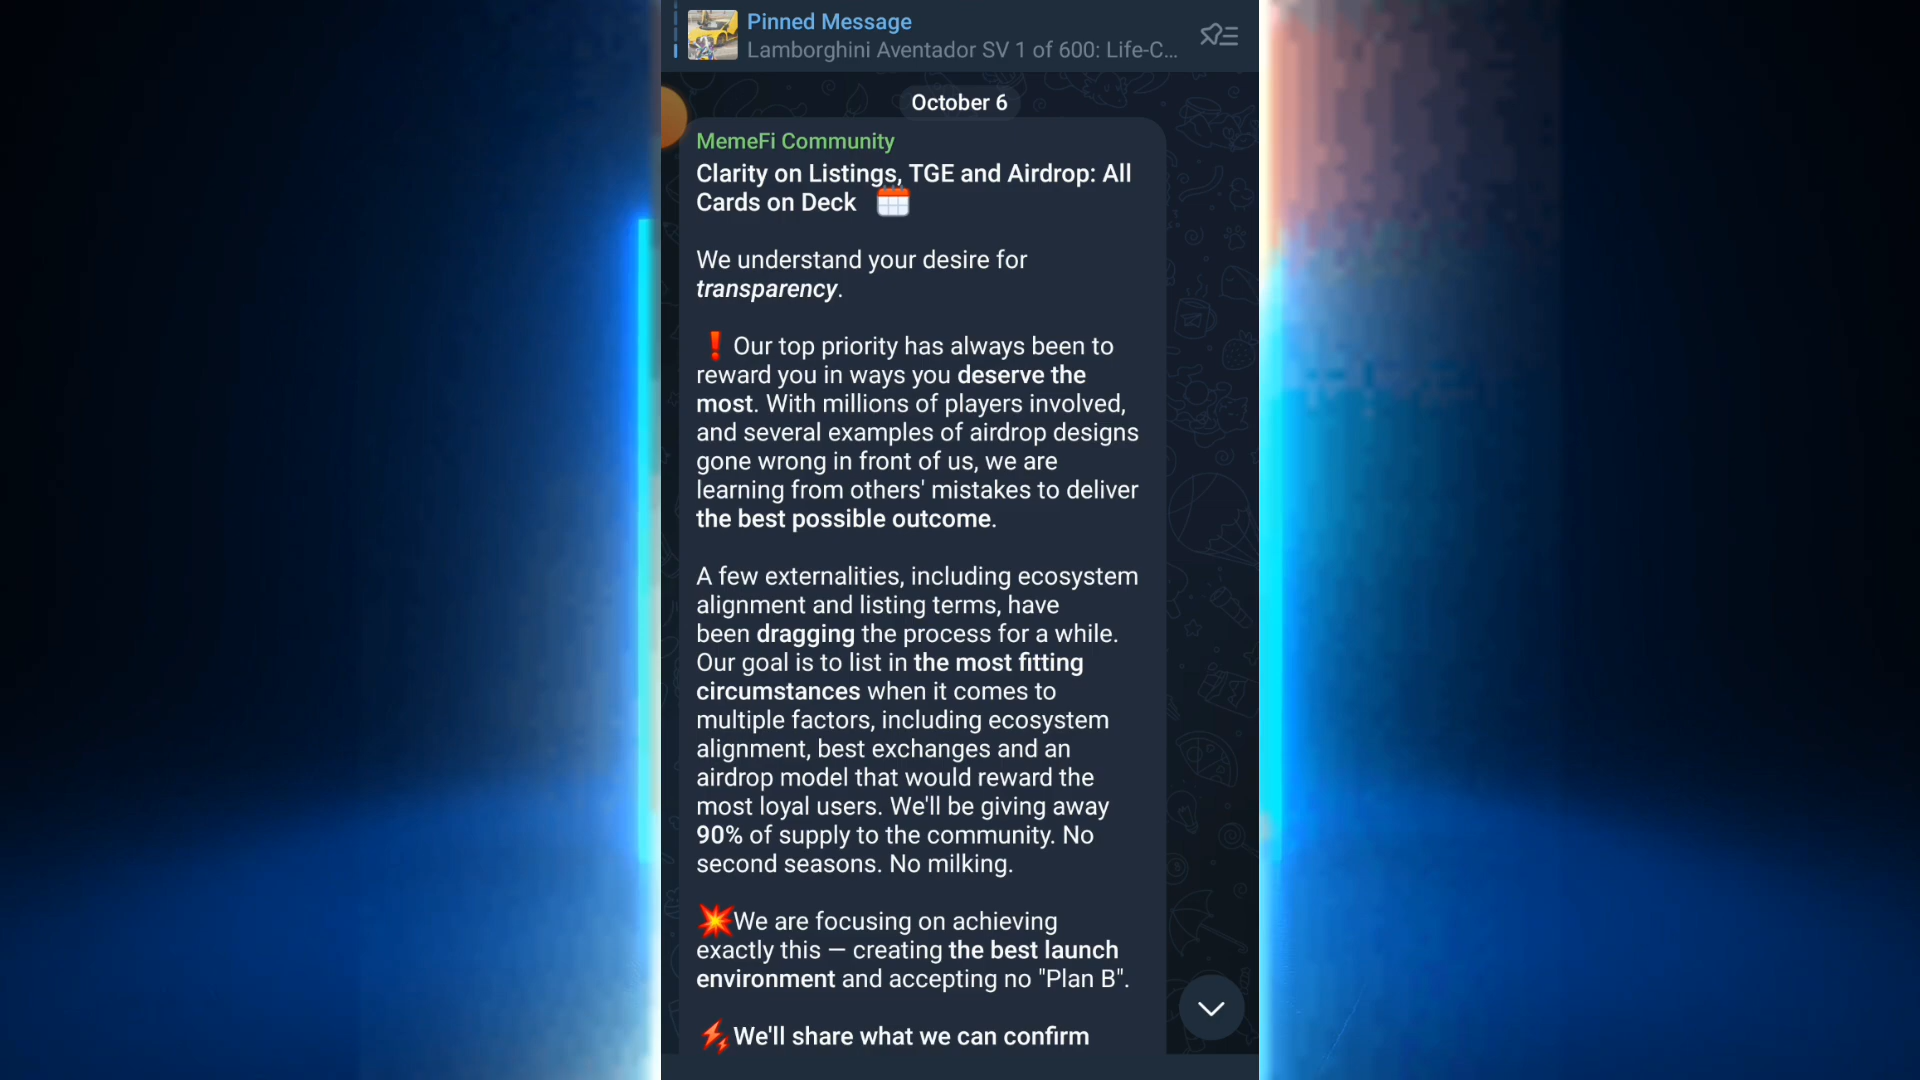 Pinned Message
Lamborghini Aventador SV 1 of 600: Life-C...
October 6
MemeFi Community
Clarity on Listings, TGE and Airdrop: All
Cards on Deck
We understand your desire for
transparency.
❗ Our top priority has always been to
reward you in ways you deserve the
most. With millions of players involved,
and several examples of airdrop designs
gone wrong in front of us, we are
learning from others' mistakes to deliver
the best possible outcome.
A few externalities, including ecosystem
alignment and listing terms, have
been dragging the process for a while.
Our goal is to list in the most fitting
circumstances when it comes to
multiple factors, including ecosystem
alignment, best exchanges and an
airdrop model that would reward the
most loyal users. We'll be giving away
90% of supply to the community. No
second seasons. No milking.
💥We are focusing on achieving
exactly this — creating the best launch
environment and accepting no "Plan B".
⚡We'll share what we can confirm